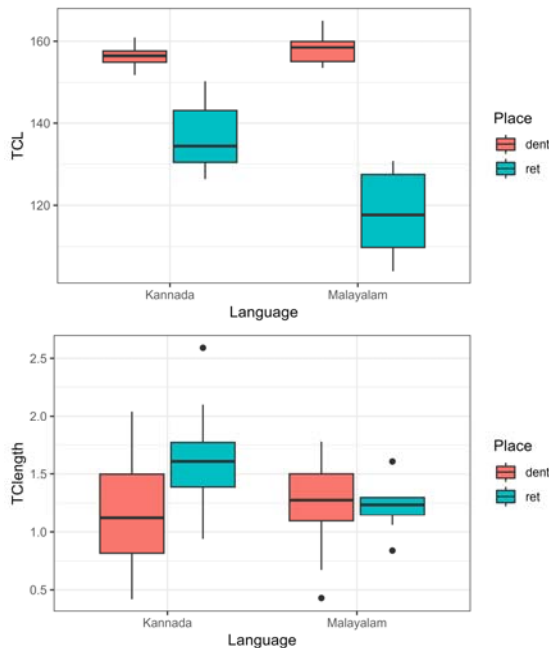 160
140
120
TCL
Kannada
Malayalam
Language
Place
dent
ret
2.5
2.0
1.5
1.0
0.5
TClength
Kannada
Malayalam
Language
Place
dent
ret